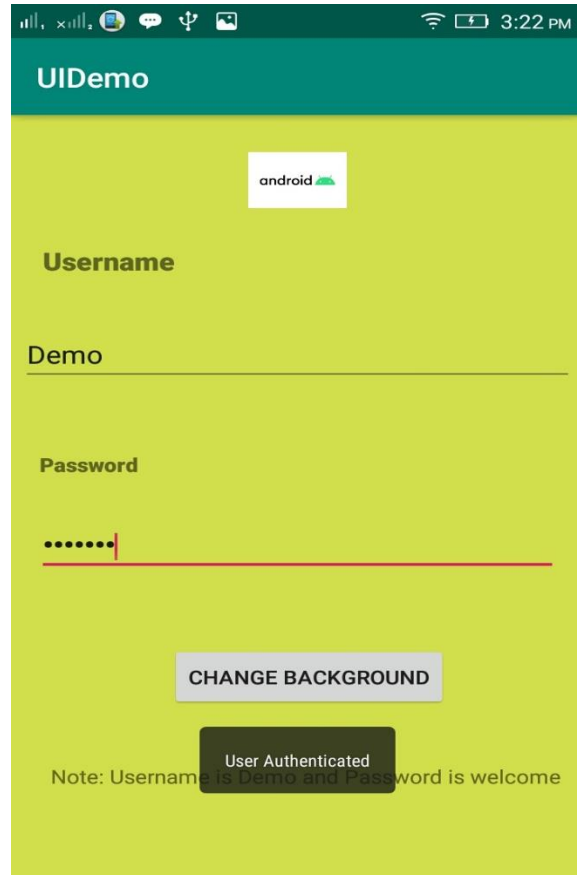 3:22 PM
UIDemo
android
Username
Demo
Password
•••••••
CHANGE BACKGROUND
User Authenticated
Note: Username is Demo and Password is welcome